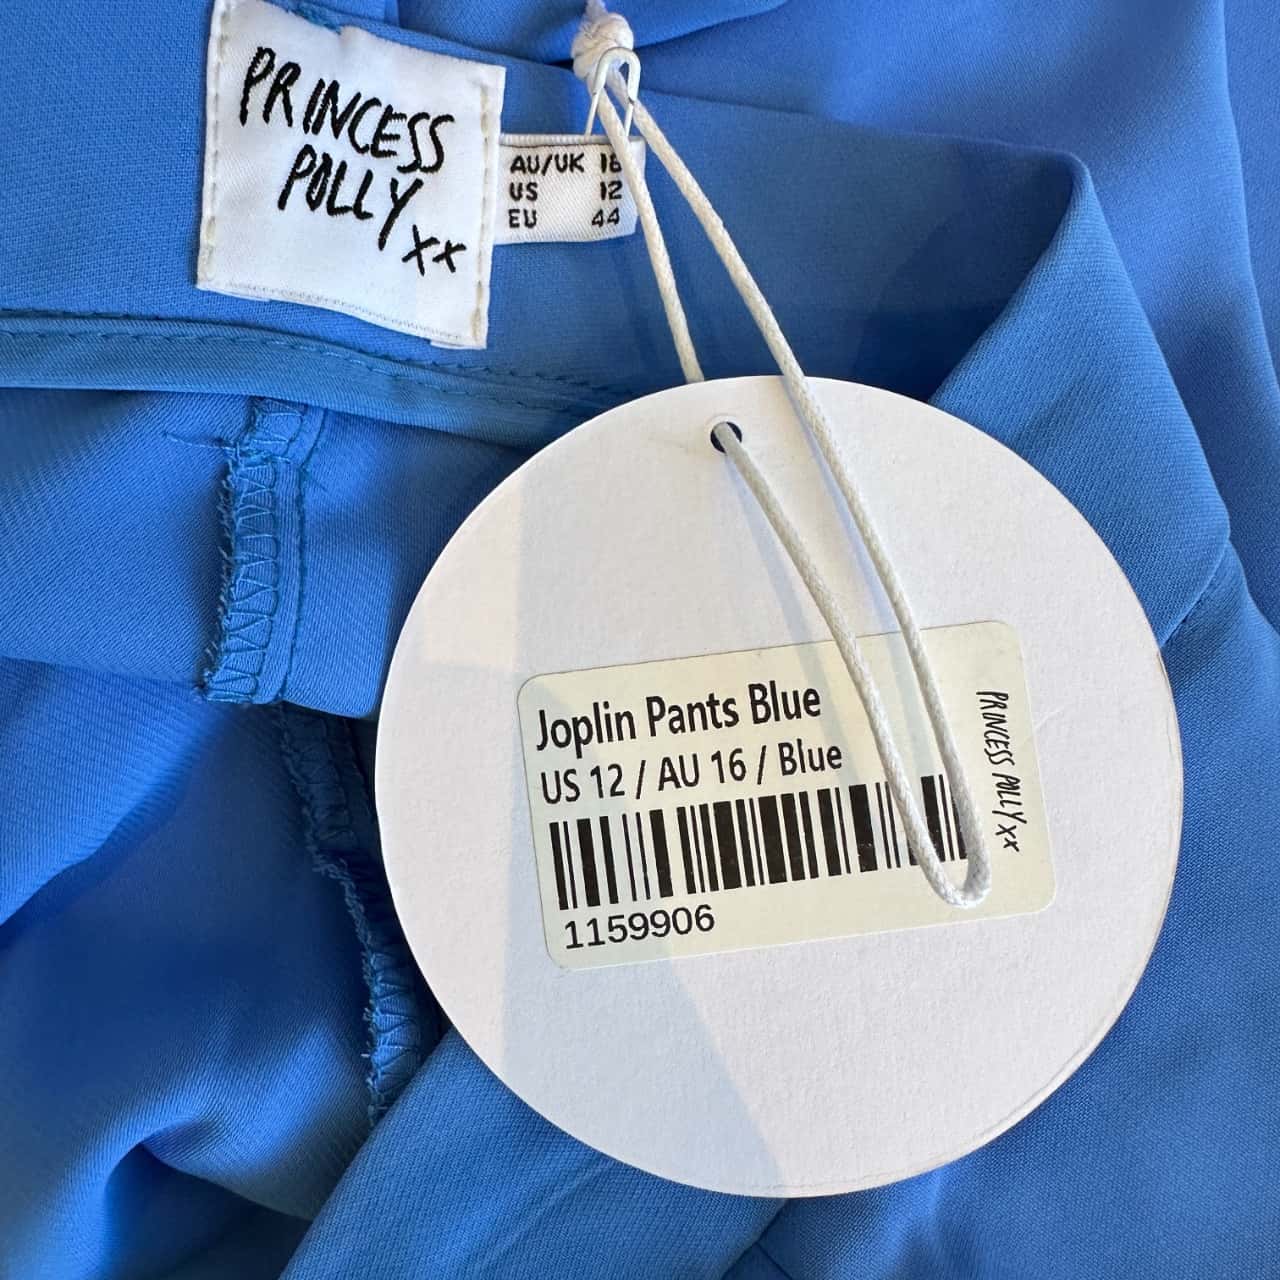 PRINCESS
POLLY
xx
AU/UK 16
US 12
EU 44
Joplin Pants Blue
US 12 / AU 16 / Blue
1159906
PRINCESS POLLY xx